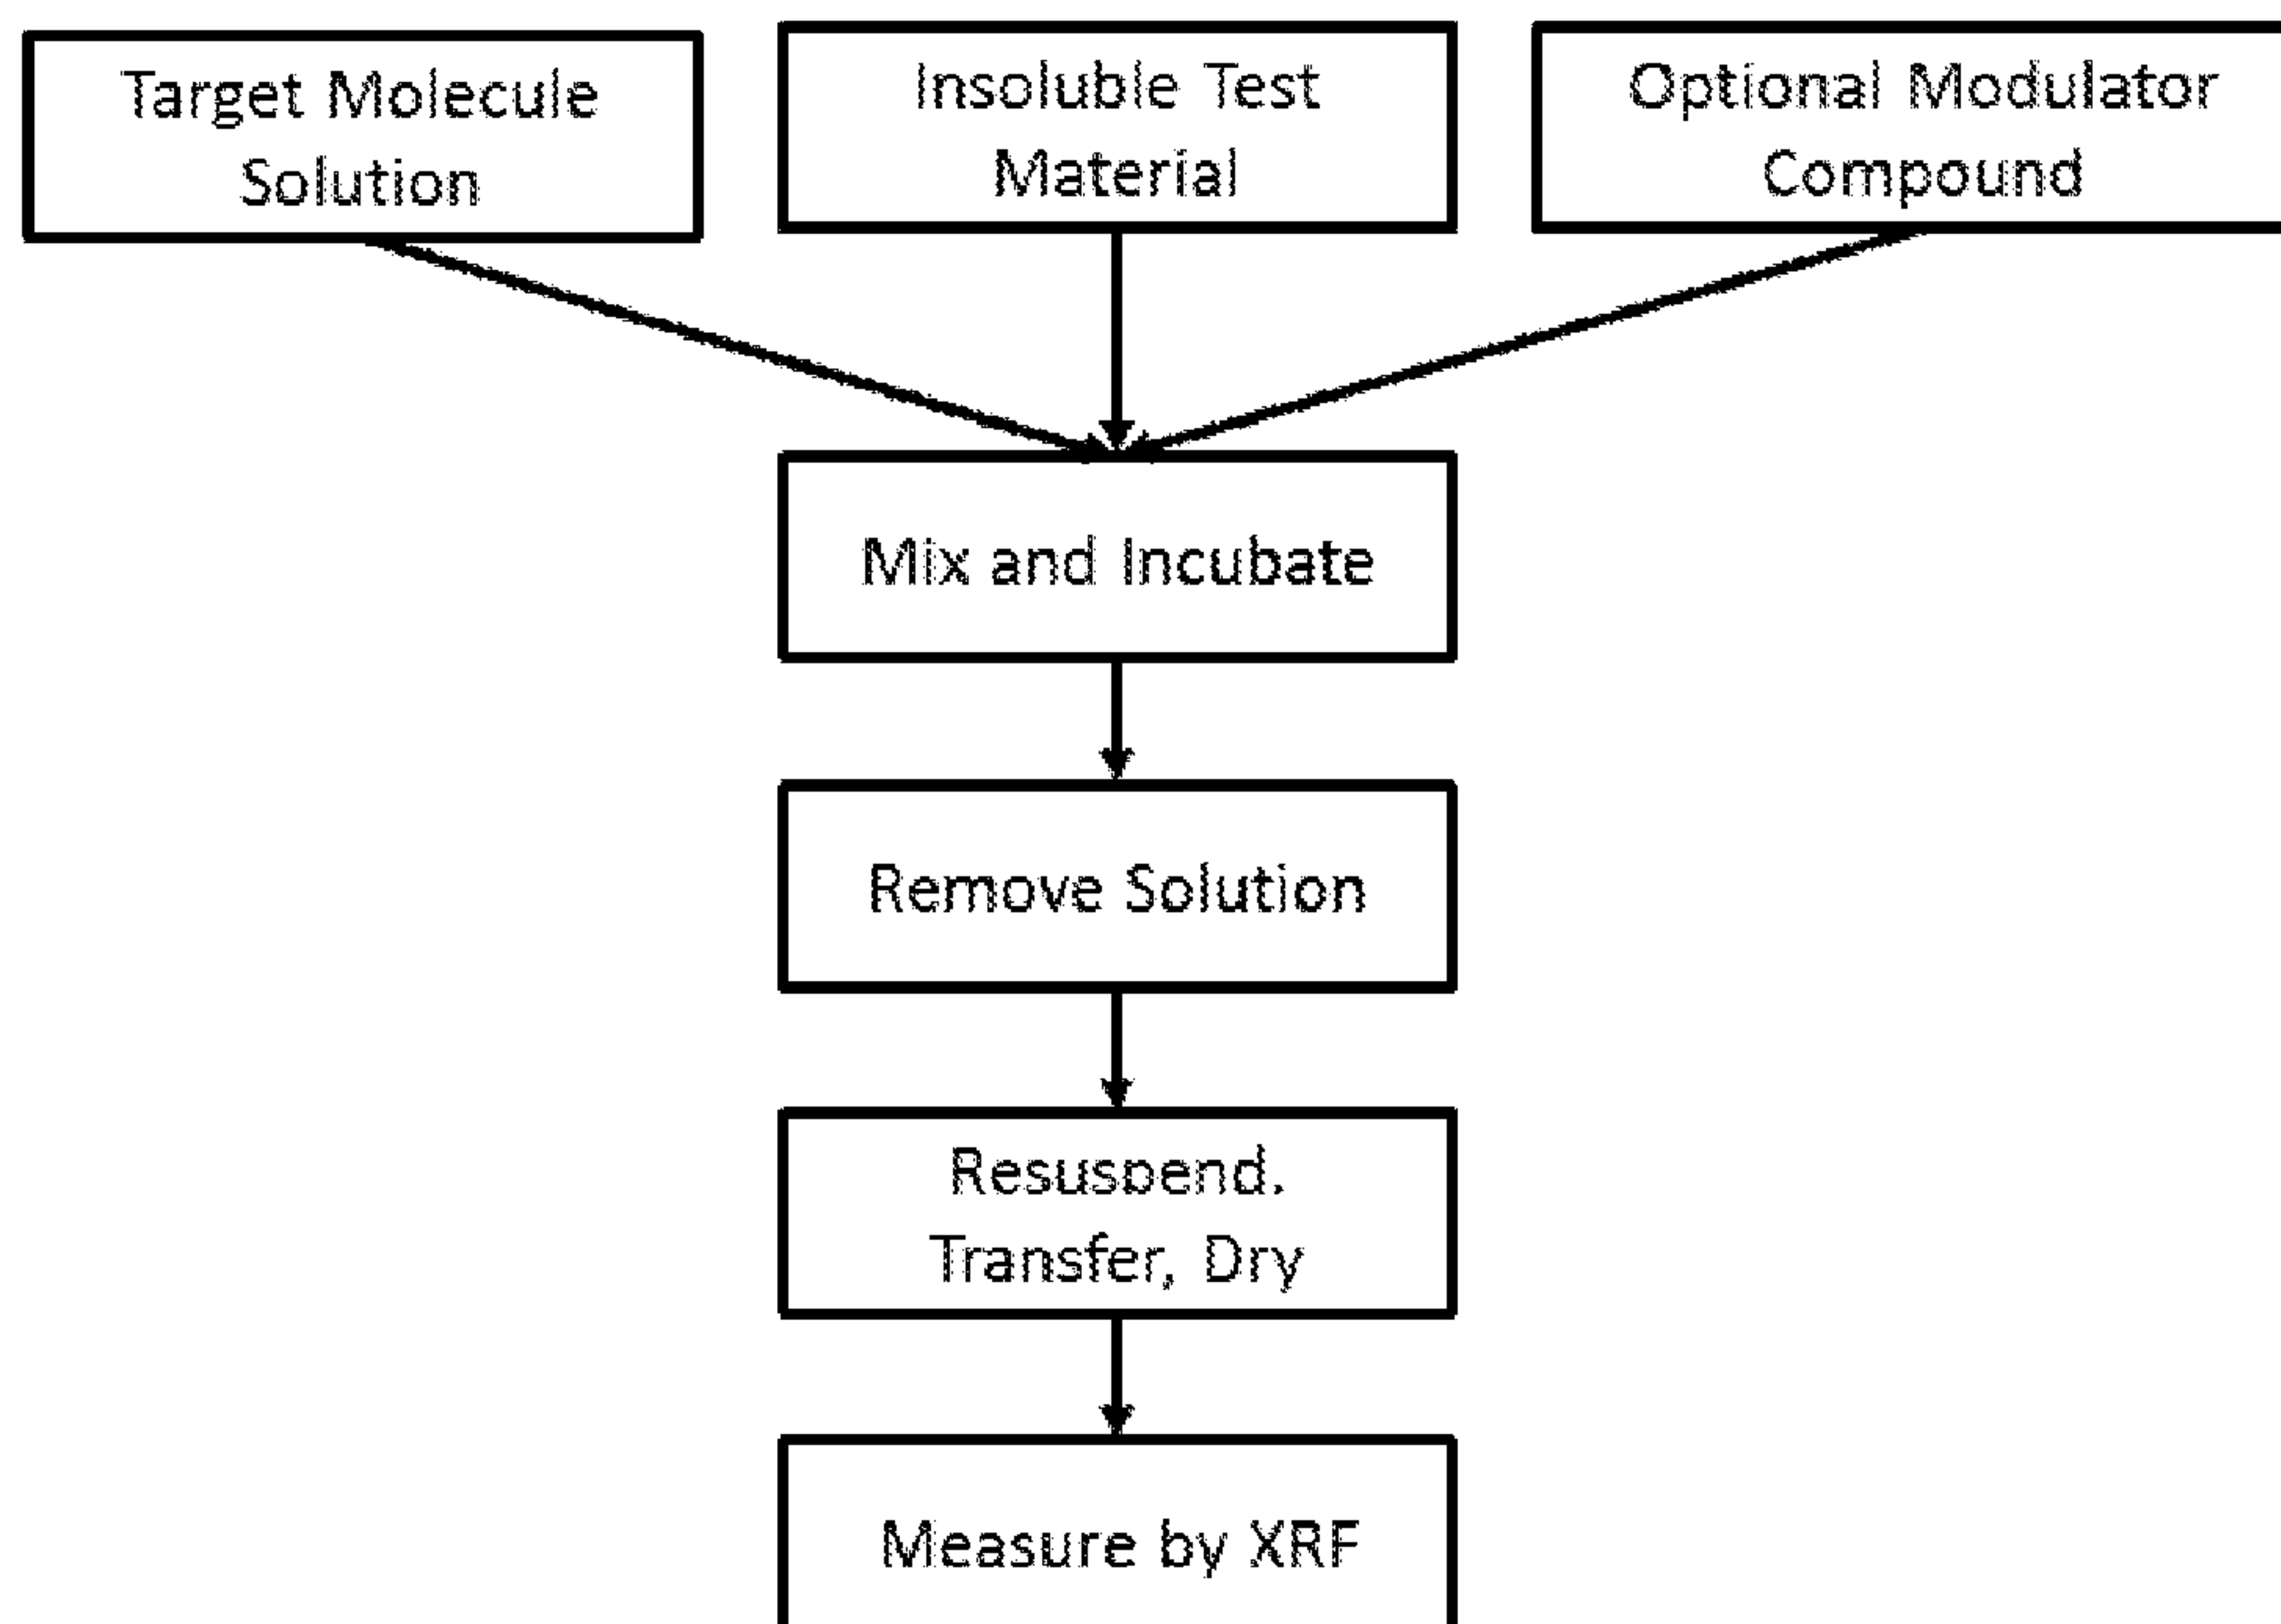 Target Molecule
Solution
Insoluble Test
Material
Optional Modulator
Compound
Mix and Incubate
Remove Solution
Resuspend,
Transfer, Dry
Measure by XRF